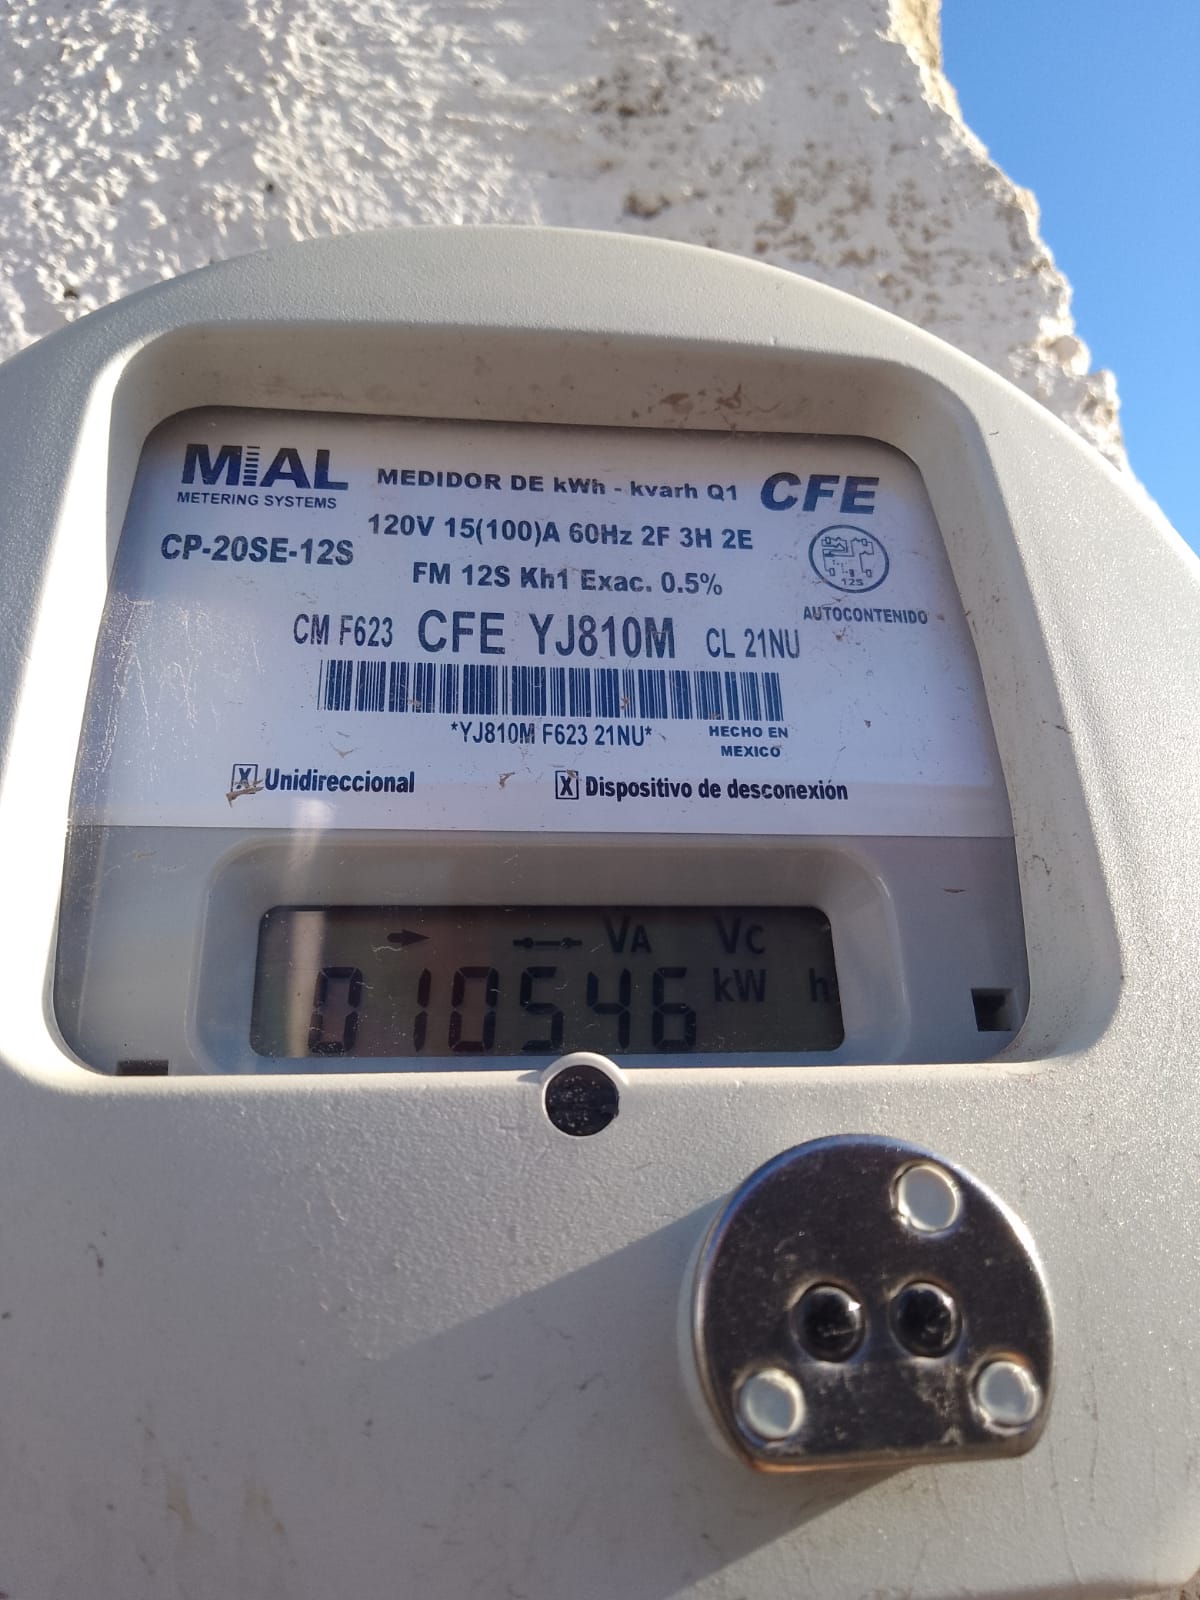 MIAL
METERING SYSTEMS
MEDIDOR DE kWh - kvarh Q1
CFE
CP-20SE-12S
120V 15(100)A 60Hz 2F 3H 2E
FM 12S Kh1 Exac. 0.5%
12S
AUTOCONTENIDO
CM F623 CFE YJ810M CL 21NU
*YJ810M F623 21NU*
HECHO EN
MEXICO
X Unidireccional
X Dispositivo de desconexión
VA VC
010546 kW h